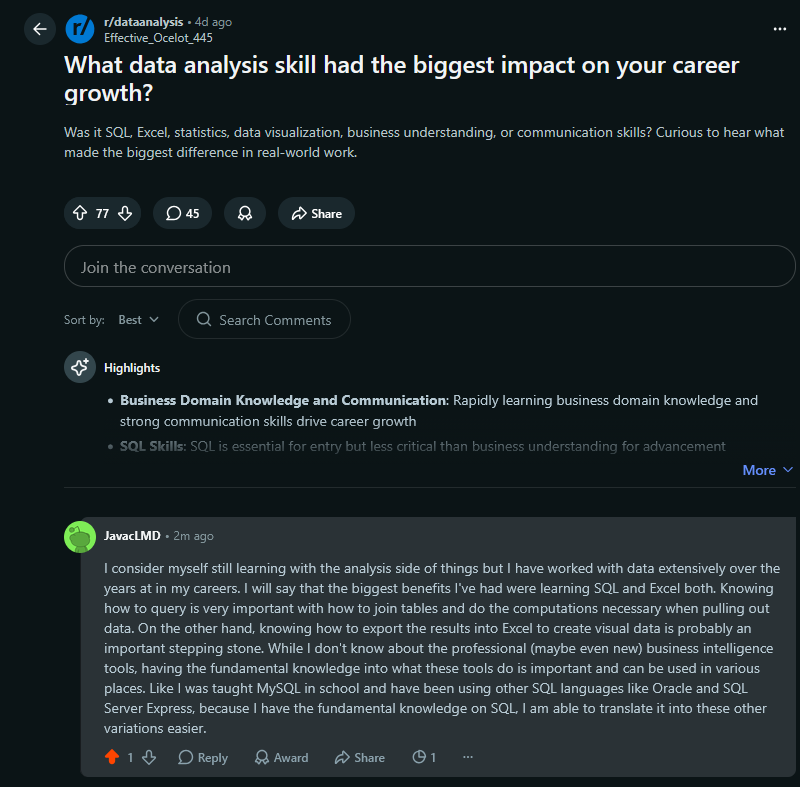 r/dataanalysis • 4d ago
Effective_Ocelot_445
What data analysis skill had the biggest impact on your career
growth?
Was it SQL, Excel, statistics, data visualization, business understanding, or communication skills? Curious to hear what
made the biggest difference in real-world work.
77
45
Share
Join the conversation
Sort by: Best
Search Comments
Highlights
• Business Domain Knowledge and Communication: Rapidly learning business domain knowledge and
strong communication skills drive career growth
• SQL Skills: SQL is essential for entry but less critical than business understanding for advancement
More
JavacLMD • 2m ago
I consider myself still learning with the analysis side of things but I have worked with data extensively over the
years at in my careers. I will say that the biggest benefits I've had were learning SQL and Excel both. Knowing
how to query is very important with how to join tables and do the computations necessary when pulling out
data. On the other hand, knowing how to export the results into Excel to create visual data is probably an
important stepping stone. While I don't know about the professional (maybe even new) business intelligence
tools, having the fundamental knowledge into what these tools do is important and can be used in various
places. Like I was taught MySQL in school and have been using other SQL languages like Oracle and SQL
Server Express, because I have the fundamental knowledge on SQL, I am able to translate it into these other
variations easier.
1
Reply
Award
Share
1